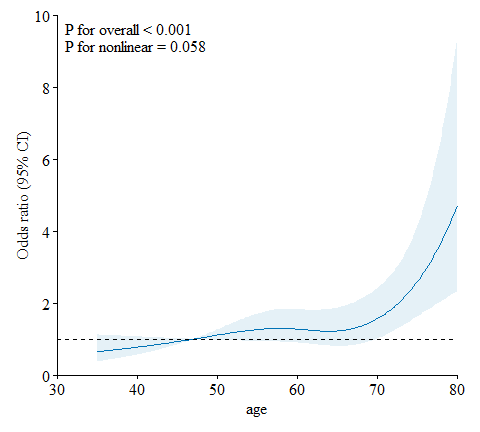 P for overall < 0.001
P for nonlinear = 0.058
Odds ratio (95% CI)
10
8
6
4
2
0
30 40 50 60 70 80
age